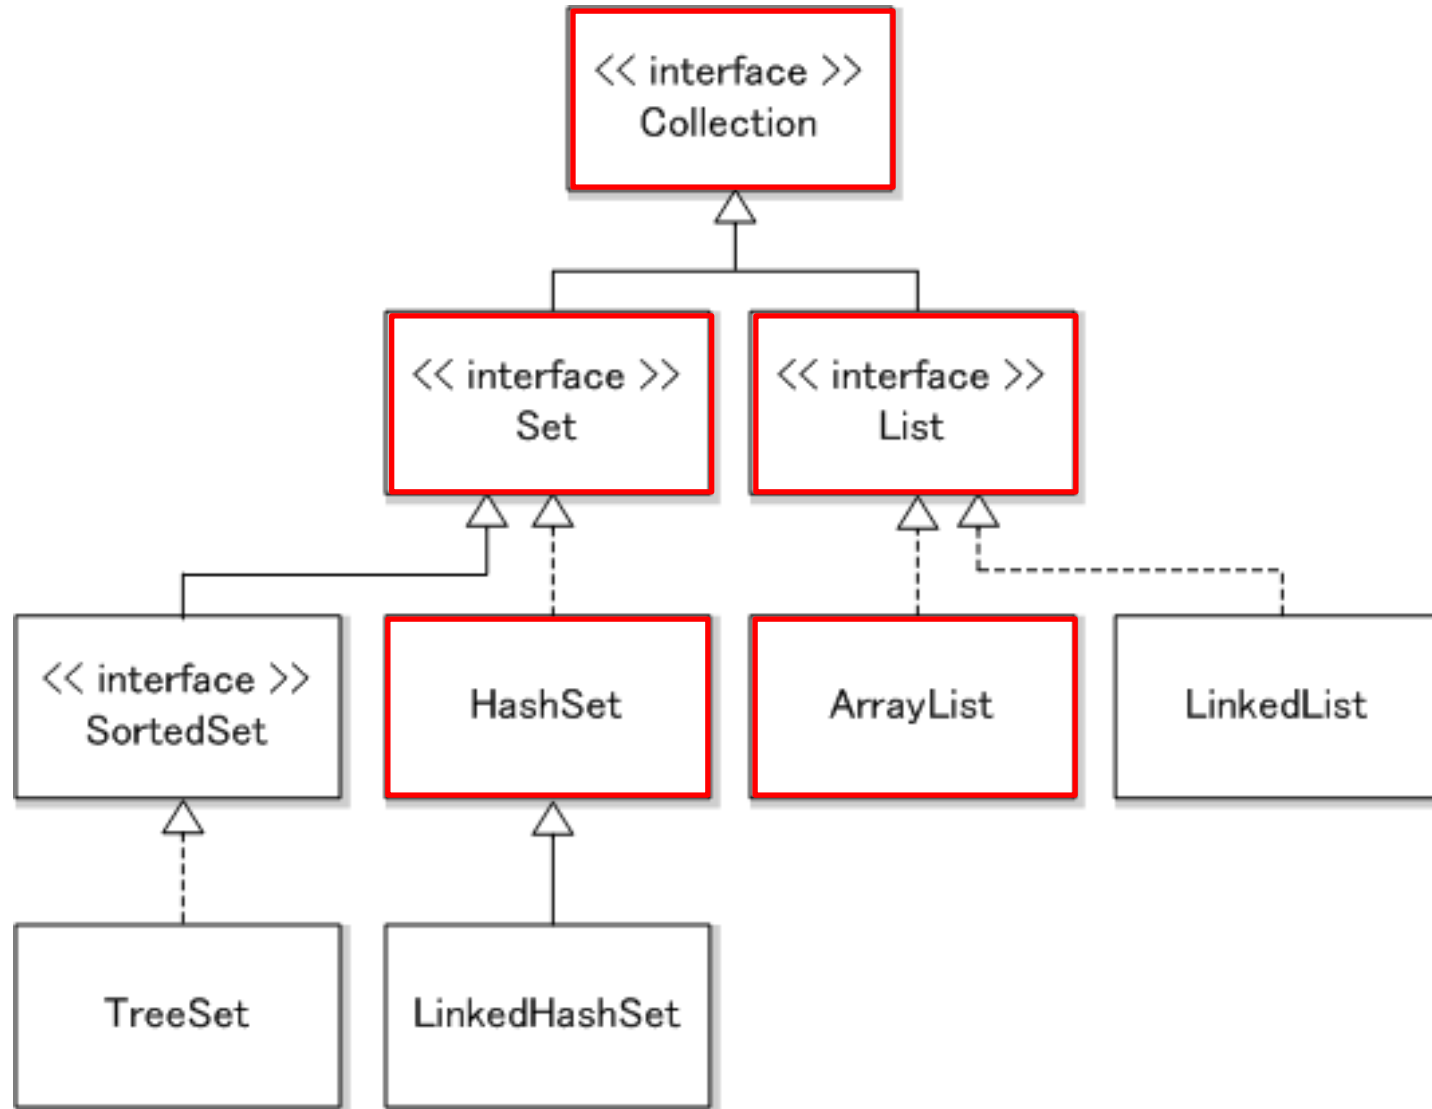 << interface >>
Collection
<< interface >>
Set
<< interface >>
List
<< interface >>
SortedSet
HashSet
ArrayList
LinkedList
TreeSet
LinkedHashSet